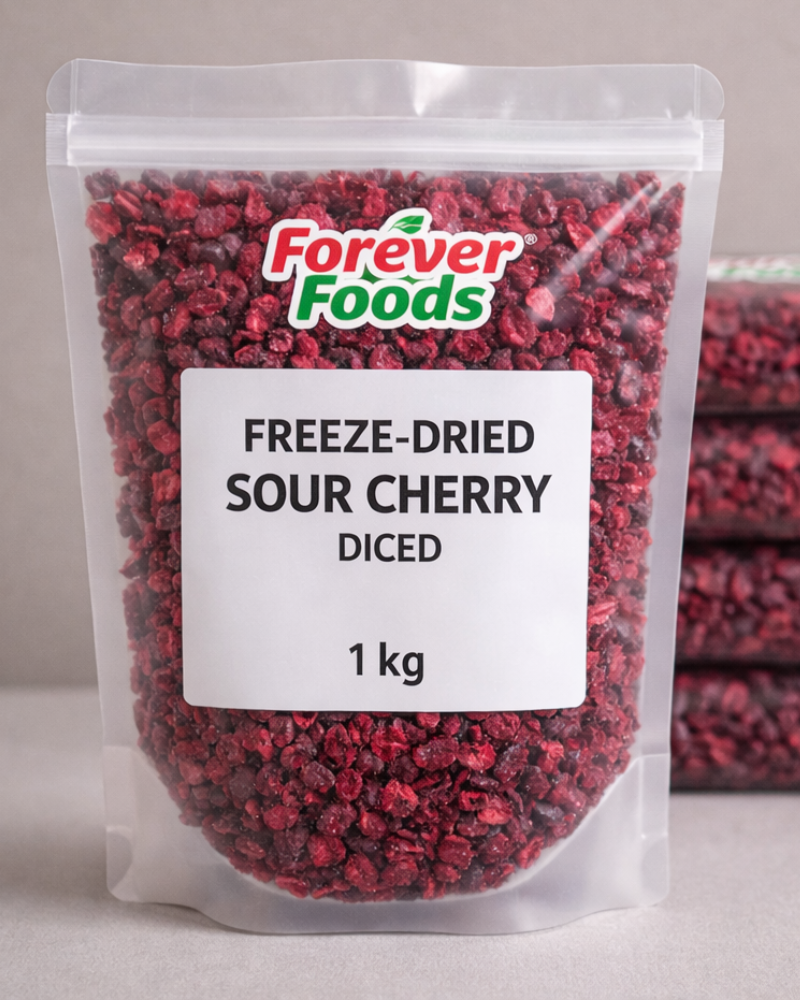 Forever®
Foods
FREEZE-DRIED
SOUR CHERRY
DICED
1 kg